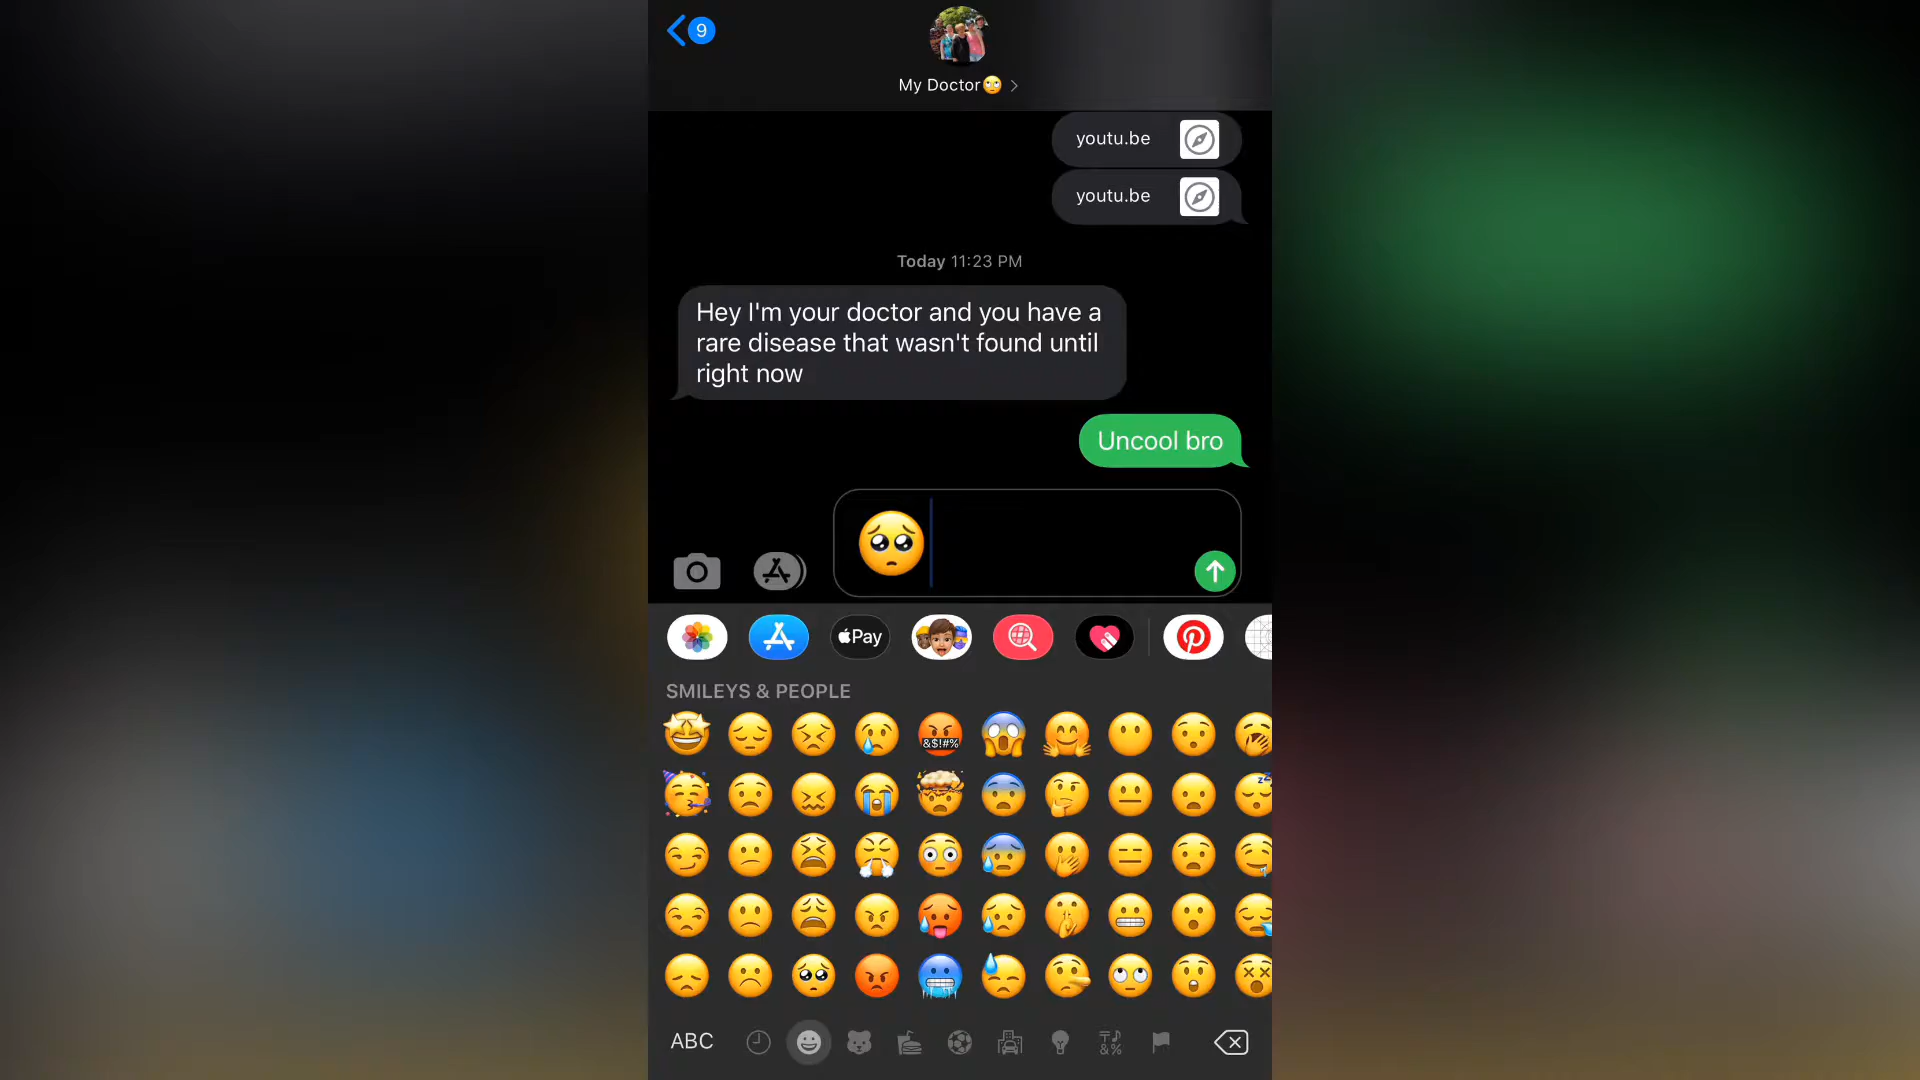 9
My Doctor🙄
youtu.be
youtu.be
Today 11:23 PM
Hey I'm your doctor and you have a
rare disease that wasn't found until
right now
Uncool bro
🥺
Pay
SMILEYS & PEOPLE
&$!#%
ABC